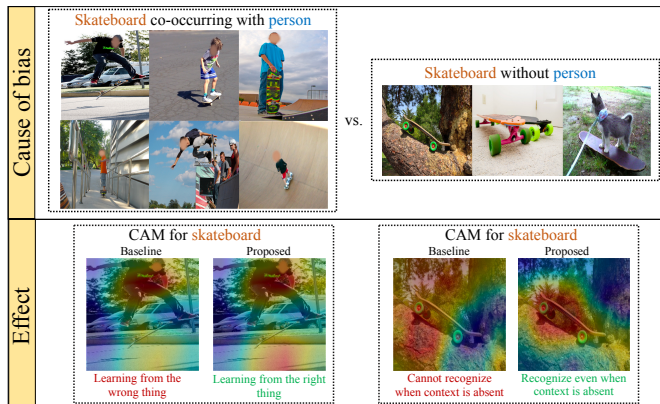 Cause of bias
Skateboard co-occurring with person
vs.
Skateboard without person
Effect
CAM for skateboard
Baseline
Proposed
Learning from the
wrong thing
Learning from the right
thing
CAM for skateboard
Baseline
Proposed
Cannot recognize
when context is absent
Recognize even when
context is absent